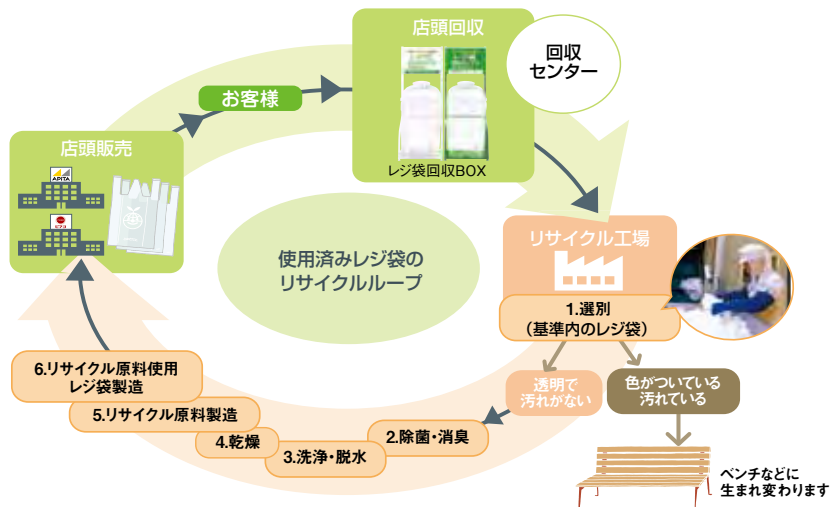 店頭回収
回収
センター
お客様
レジ袋回収BOX
店頭販売
APITA
ピアゴ
使用済みレジ袋の
リサイクルループ
リサイクル工場
1.選別
（基準内のレジ袋）
透明で
汚れがない
色がついている
汚れている
2.除菌・消臭
3.洗浄・脱水
4.乾燥
5.リサイクル原料製造
6.リサイクル原料使用
レジ袋製造
ベンチなどに
生まれ変わります